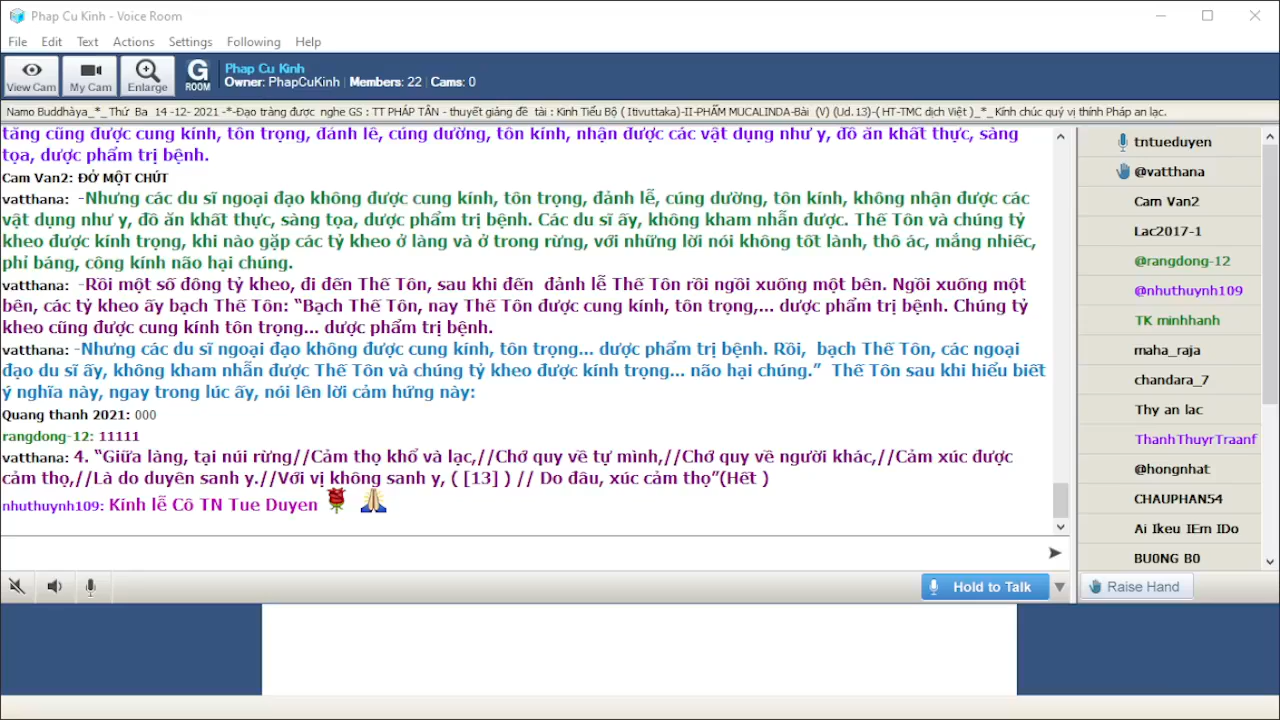 Phap Cu Kinh - Voice Room
File Edit Text Actions Settings Following Help
View Cam My Cam Enlarge G ROOM
Phap Cu Kinh
Owner: PhapCuKinh | Members: 22 | Cams: 0
Namo Buddhàya_*_ Thứ Ba 14 -12- 2021 -*-Đạo tràng được nghe GS : TT PHÁP TÂN - thuyết giảng đề tài : Kinh Tiểu Bộ ( Itivuttaka)-II-PHẨM MUCALINDA-Bài (V) (Ud.13)-( HT-TMC dịch Việt )_*_ Kính chúc quý vị thính Pháp an lạc.
tăng cũng được cung kính, tôn trọng, đảnh lễ, cúng dường, tôn kính, nhận được các vật dụng như y, đồ ăn khất thực, sàng
tọa, dược phẩm trị bệnh.
Cam Van2: ĐỞ MỘT CHÚT
vatthana: -Nhưng các du sĩ ngoại đạo không được cung kính, tôn trọng, đảnh lễ, cúng dường, tôn kính, không nhận được các
vật dụng như y, đồ ăn khất thực, sàng tọa, dược phẩm trị bệnh. Các du sĩ ấy, không kham nhẫn được. Thế Tôn và chúng tỷ
kheo được kính trọng, khi nào gặp các tỷ kheo ở làng và ở trong rừng, với những lời nói không tốt lành, thô ác, mắng nhiếc,
phỉ báng, công kính não hại chúng.
vatthana: -Rồi một số đông tỷ kheo, đi đến Thế Tôn, sau khi đến đảnh lễ Thế Tôn rồi ngồi xuống một bên. Ngồi xuống một
bên, các tỷ kheo ấy bạch Thế Tôn: “Bạch Thế Tôn, nay Thế Tôn được cung kính, tôn trọng,... dược phẩm trị bệnh. Chúng tỷ
kheo cũng được cung kính tôn trọng... dược phẩm trị bệnh.
vatthana: -Nhưng các du sĩ ngoại đạo không được cung kính, tôn trọng... dược phẩm trị bệnh. Rồi, bạch Thế Tôn, các ngoại
đạo du sĩ ấy, không kham nhẫn được Thế Tôn và chúng tỷ kheo được kính trọng... não hại chúng.” Thế Tôn sau khi hiểu biết
ý nghĩa này, ngay trong lúc ấy, nói lên lời cảm hứng này:
Quang thanh 2021: 000
rangdong-12: 11111
vatthana: 4. “Giữa làng, tại núi rừng//Cảm thọ khổ và lạc,//Chớ quy về tự mình,//Chớ quy về người khác,//Cảm xúc được
cảm thọ,//Là do duyên sanh y.//Với vị không sanh y, ( [13] ) // Do đâu, xúc cảm thọ”(Hết )
nhuthuynh109: Kính lễ Cô TN Tue Duyen
Hold to Talk
tntueduyen
@vatthana
Cam Van2
Lac2017-1
@rangdong-12
@nhuthuynh109
TK minhhanh
maha_raja
chandara_7
Thy an lac
ThanhThuyrTraanf
@hongnhat
CHAUPHAN54
Ai Ikeu IEm IDo
BU0NG B0
Raise Hand